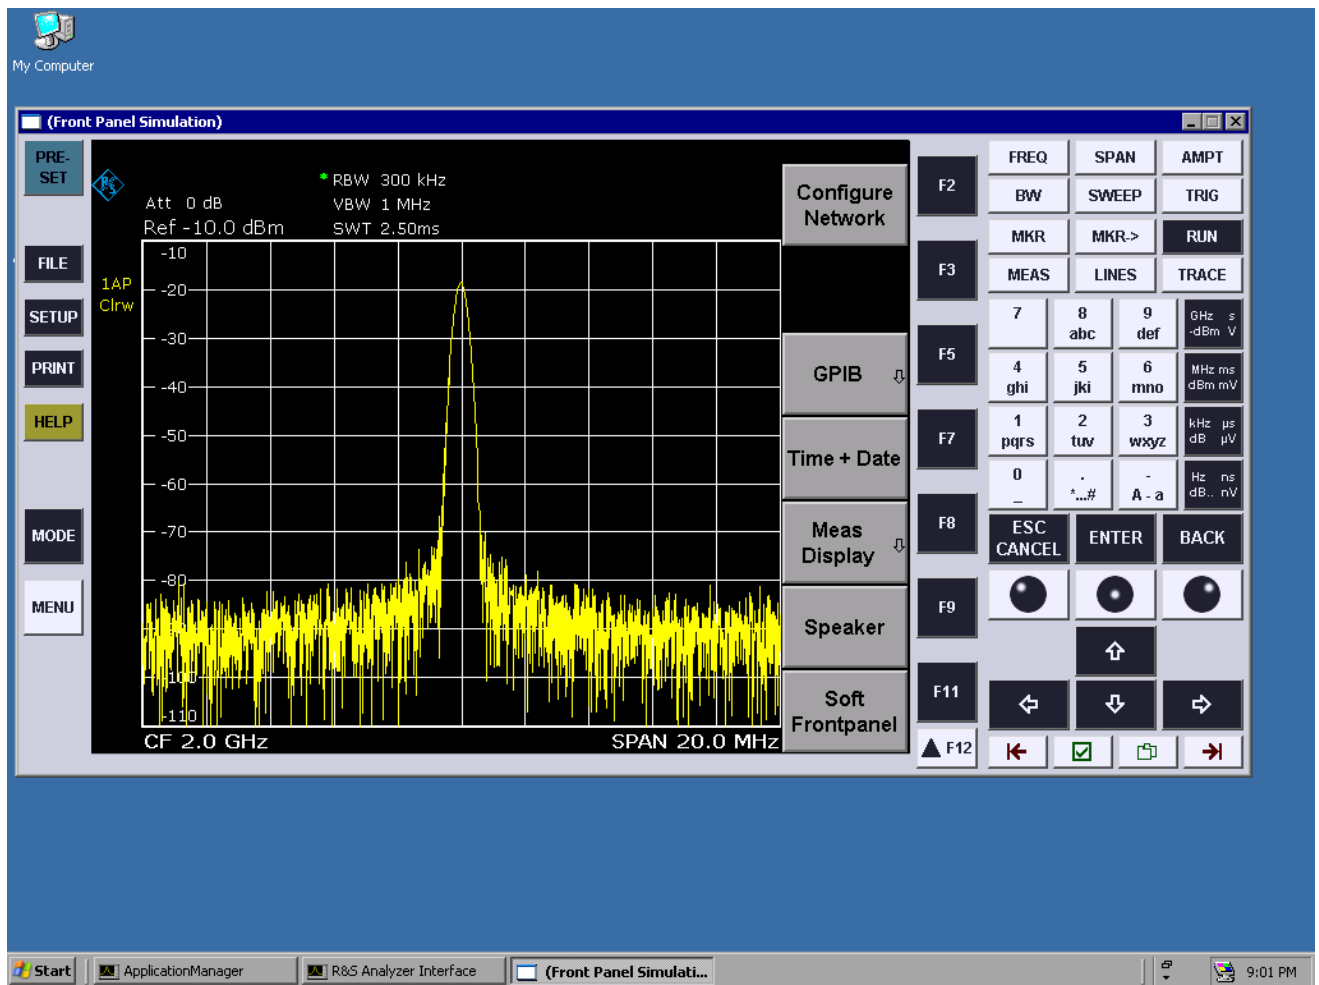 My Computer
(Front Panel Simulation)
PRE-
SET
FILE
SETUP
PRINT
HELP
MODE
MENU
R&S
* RBW 300 kHz
Att 0 dB
VBW 1 MHz
Ref -10.0 dBm
SWT 2.50ms
1AP
Clrw
-10
-20
-30
-40
-50
-60
-70
-80
-100
-110
CF 2.0 GHz
SPAN 20.0 MHz
Configure
Network
GPIB
Time + Date
Meas
Display
Speaker
Soft
Frontpanel
F2
F3
F5
F7
F8
F9
F11
F12
FREQ SPAN AMPT
BW SWEEP TRIG
MKR MKR-> RUN
MEAS LINES TRACE
7 8 9 GHz s
abc def -dBm V
4 5 6 MHz ms
ghi jkl mno dBm mV
1 2 3 kHz µs
pqrs tuv wxyz dB µV
0 . - Hz ns
_ *...# A - a dB.. nV
ESC
CANCEL
ENTER
BACK
Start
ApplicationManager
R&S Analyzer Interface
(Front Panel Simulati...
9:01 PM